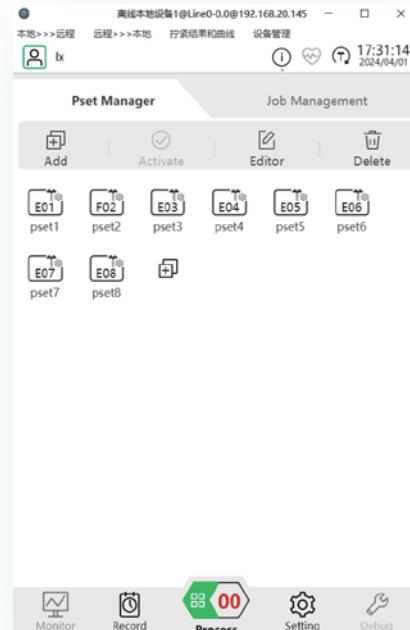 离线本地设备1@Line0-0.0@192.168.20.145
本地>>>远程 远程>>>本地 拧紧结果和曲线 设备管理
lx
17:31:14
2024/04/01
Pset Manager Job Management
Add Activate Editor Delete
E01 F02 E03 E04 E05 E06
pset1 pset2 pset3 pset4 pset5 pset6
E07 E08
pset7 pset8
00
Monitor Record Process Setting Debug